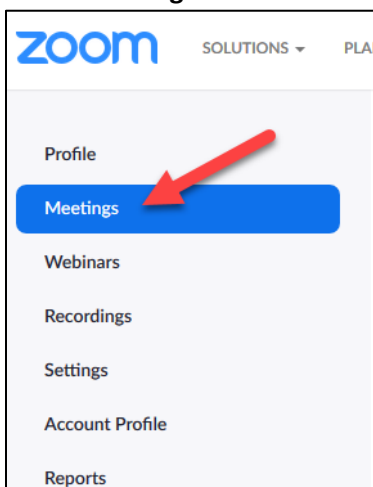 zoom SOLUTIONS
Profile
Meetings
Webinars
Recordings
Settings
Account Profile
Reports